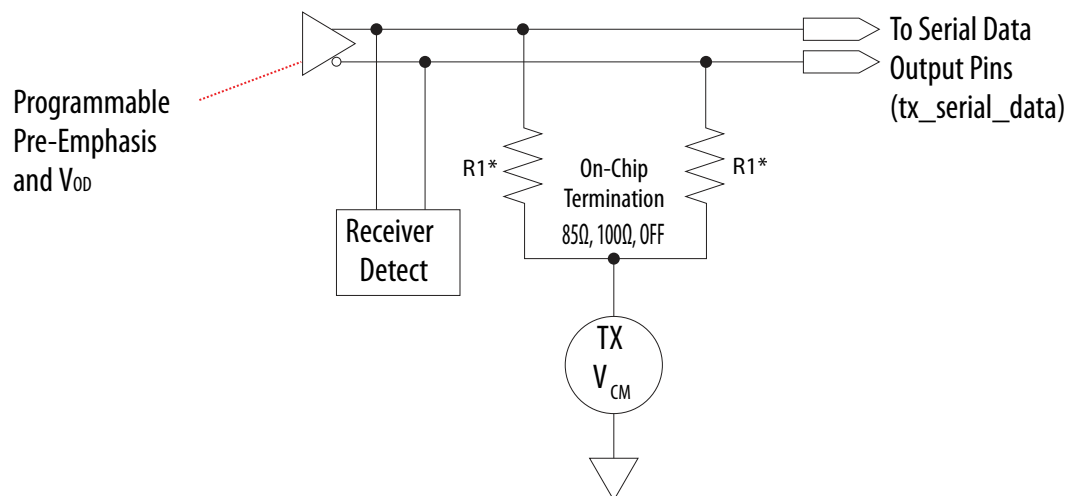 To Serial Data
Output Pins
(tx_serial_data)
Programmable
Pre-Emphasis
and VOD
R1*
On-Chip
Termination
85Ω, 100Ω, OFF
R1*
Receiver
Detect
TX
VCM